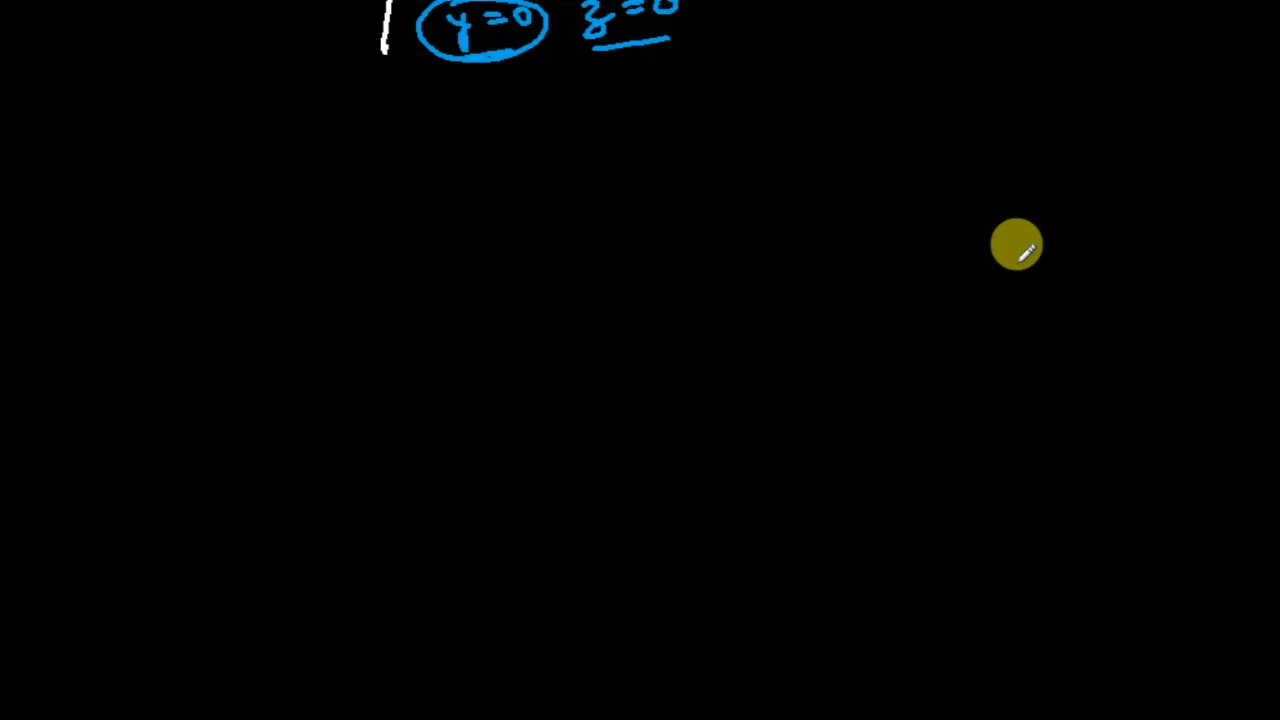 y = 0 z = 0